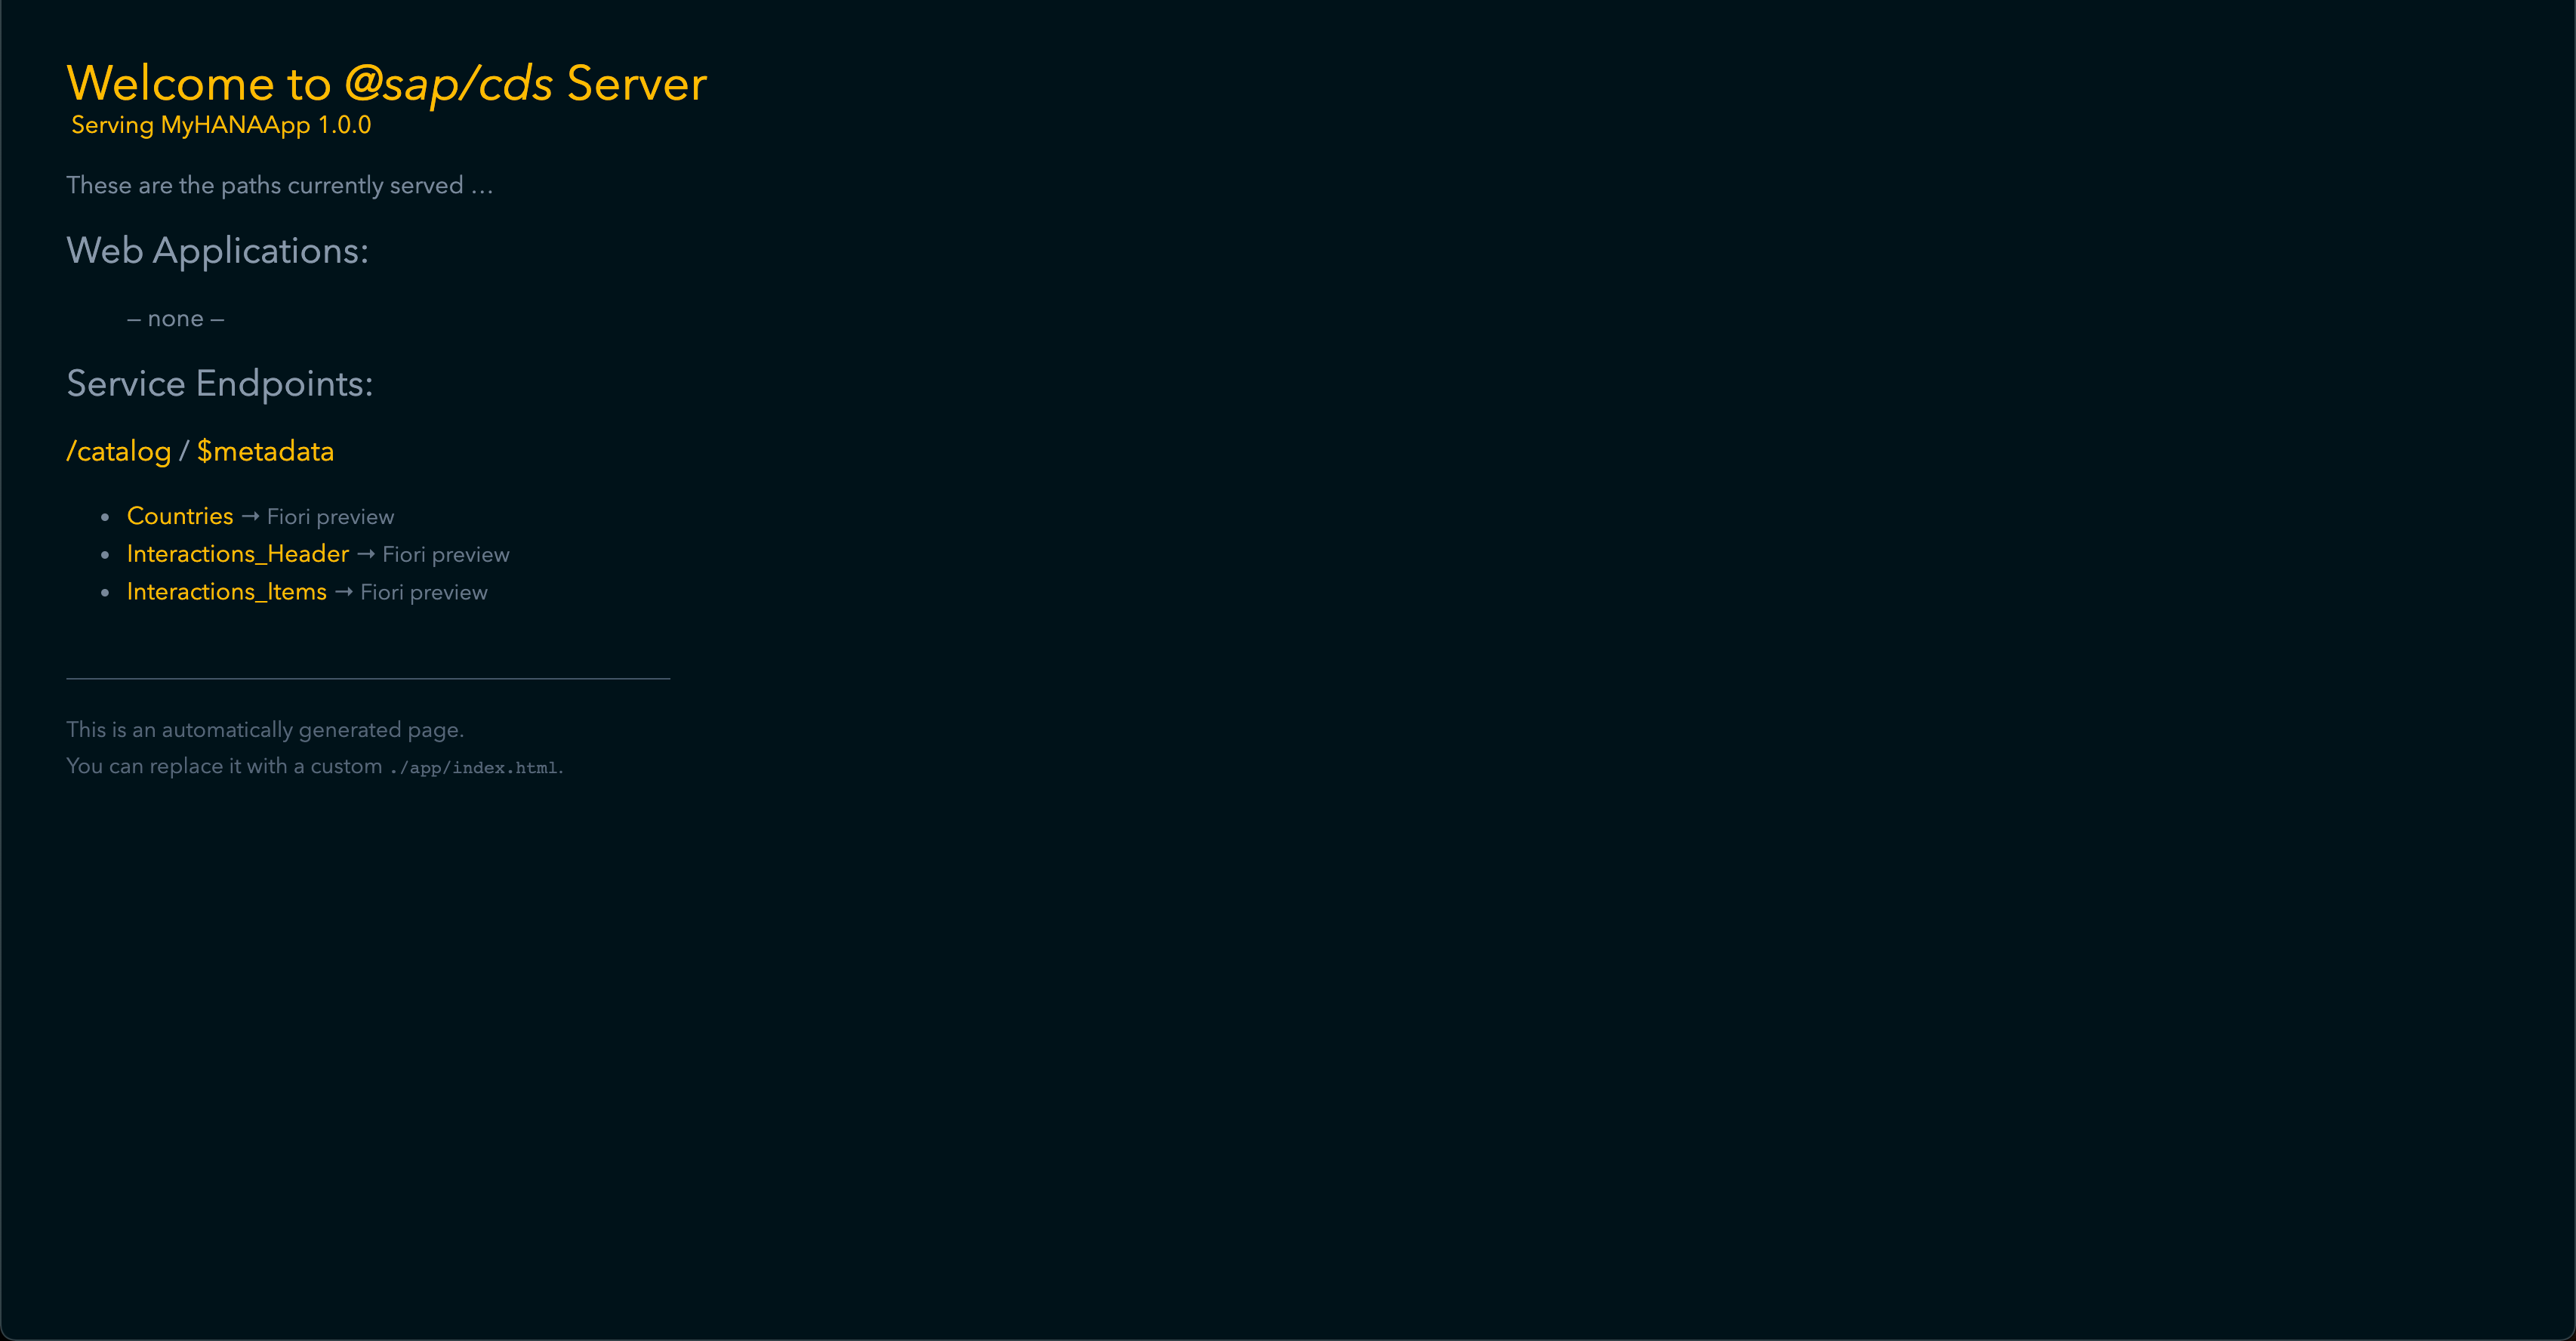 Welcome to @sap/cds Server
Serving MyHANAApp 1.0.0
These are the paths currently served …
Web Applications:
– none –
Service Endpoints:
/catalog / $metadata
• Countries → Fiori preview
• Interactions_Header → Fiori preview
• Interactions_Items → Fiori preview
This is an automatically generated page.
You can replace it with a custom ./app/index.html.